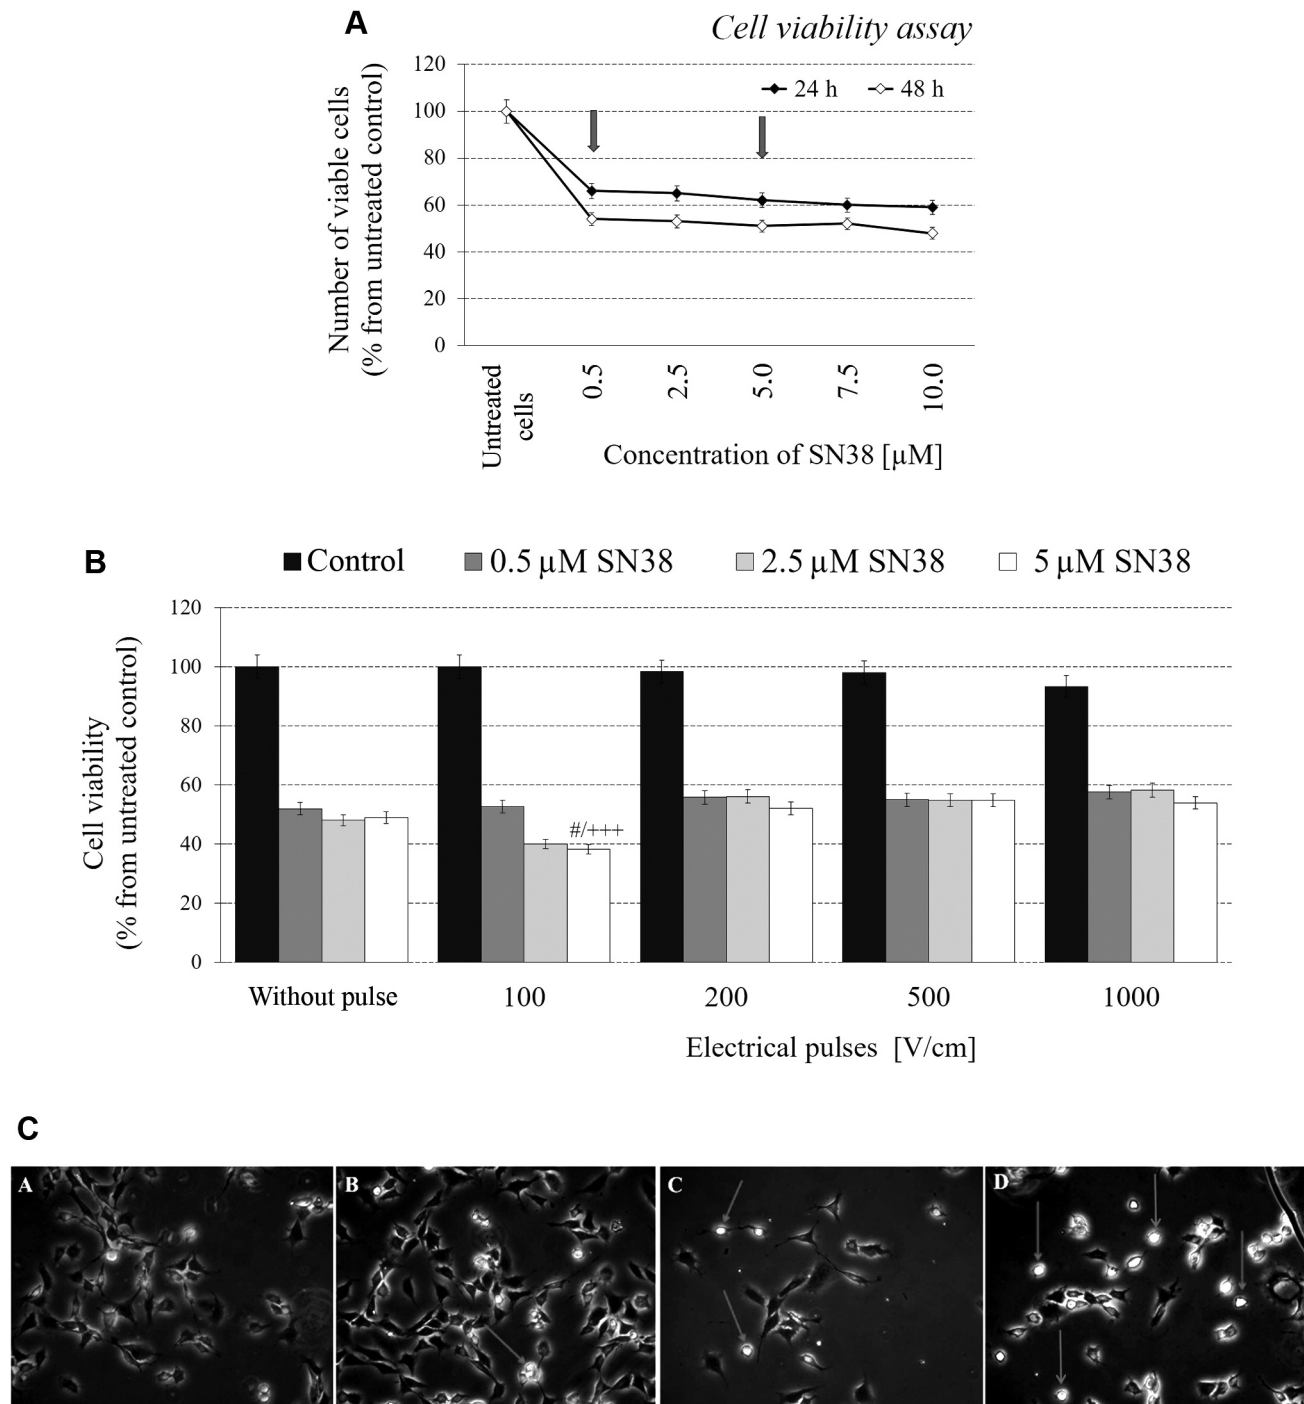 A
Cell viability assay
Number of viable cells
(% from untreated control)
120
100
80
60
40
20
0
24 h
48 h
Untreated
cells
0.5
2.5
5.0
7.5
10.0
Concentration of SN38 [µM]
B
Control
0.5 µM SN38
2.5 µM SN38
5 µM SN38
Cell viability
(% from untreated control)
120
100
80
60
40
20
0
#/+++
Without pulse
100
200
500
1000
Electrical pulses [V/cm]
C
A
B
C
D